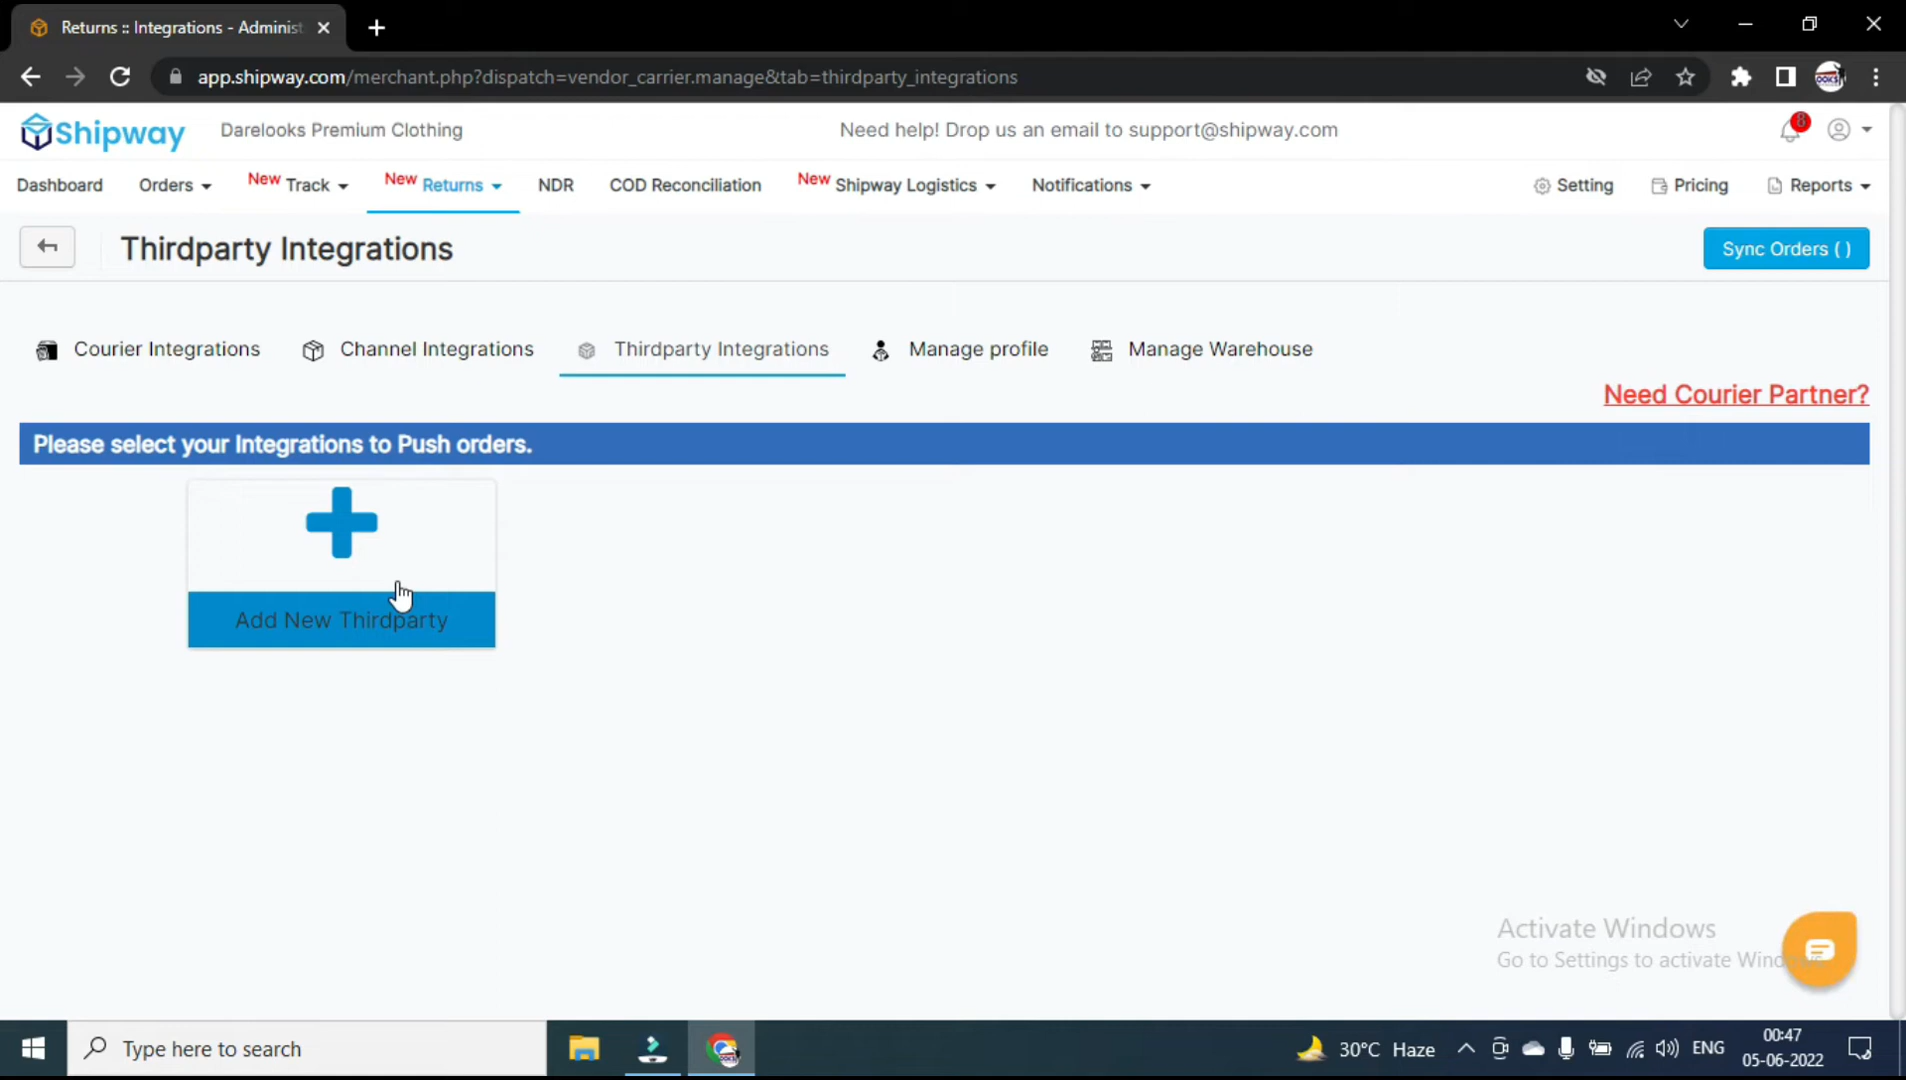 Returns :: Integrations - Administ
app.shipway.com/merchant.php?dispatch=vendor_carrier.manage&tab=thirdparty_integrations
Shipway
Darelooks Premium Clothing
Need help! Drop us an email to support@shipway.com
8
Dashboard
Orders
New Track
New Returns
NDR
COD Reconciliation
New Shipway Logistics
Notifications
Setting
Pricing
Reports
Thirdparty Integrations
Sync Orders ( )
Courier Integrations
Channel Integrations
Thirdparty Integrations
Manage profile
Manage Warehouse
Need Courier Partner?
Please select your Integrations to Push orders.
Add New Thirdparty
Activate Windows
Go to Settings to activate Windows.
Type here to search
30°C Haze
ENG
00:47
05-06-2022